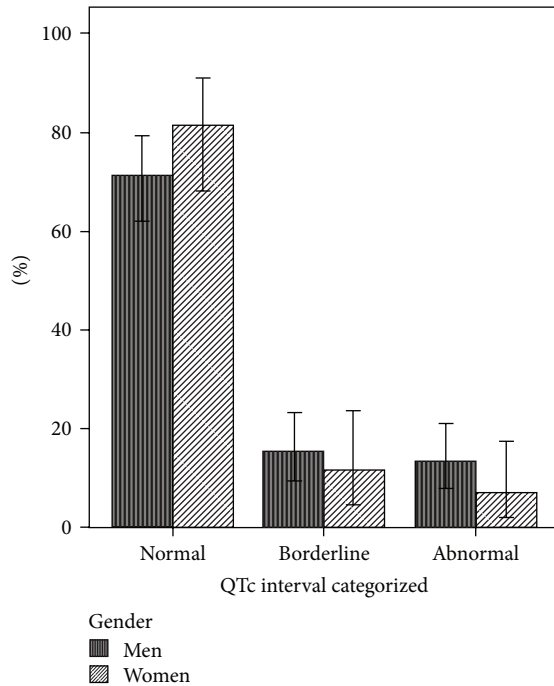 100
80
60
40
20
0
(%)
Normal Borderline Abnormal
QTc interval categorized
Gender
Men
Women